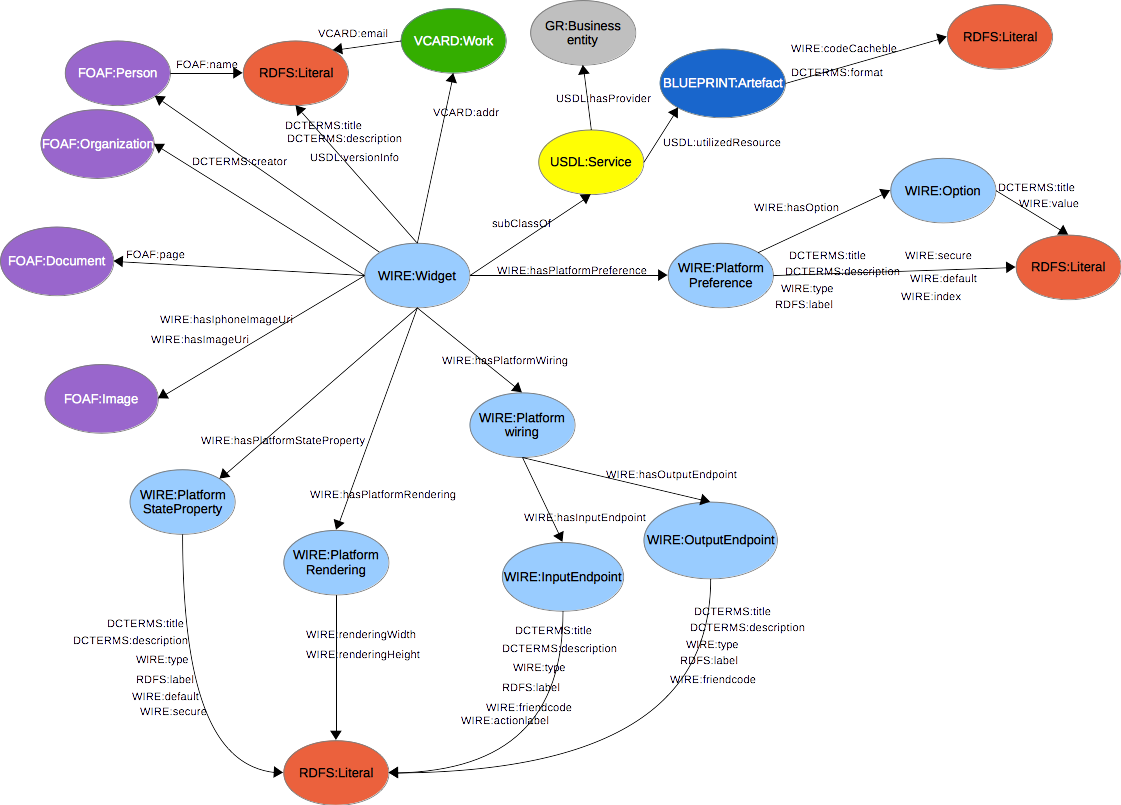 GR:Business
entity
VCARD:email
VCARD:Work
RDFS:Literal
WIRE:codeCacheble
DCTERMS:format
FOAF:Person
FOAF:name
RDFS:Literal
BLUEPRINT:Artefact
USDL:hasProvider
VCARD:addr
DCTERMS:title
DCTERMS:description
USDL:versionInfo
FOAF:Organization
DCTERMS:creator
USDL:Service
USDL:utilizedResource
WIRE:Option
DCTERMS:title
WIRE:value
WIRE:hasOption
subClassOf
FOAF:Document
FOAF:page
WIRE:Widget
WIRE:hasPlatformPreference
WIRE:Platform
Preference
DCTERMS:title
DCTERMS:description
WIRE:type
RDFS:label
WIRE:secure
WIRE:default
WIRE:index
RDFS:Literal
WIRE:hasIphoneImageUri
WIRE:hasImageUri
FOAF:Image
WIRE:hasPlatformWiring
WIRE:Platform
wiring
WIRE:hasPlatformStateProperty
WIRE:hasOutputEndpoint
WIRE:Platform
StateProperty
WIRE:hasPlatformRendering
WIRE:hasInputEndpoint
WIRE:OutputEndpoint
WIRE:Platform
Rendering
WIRE:InputEndpoint
DCTERMS:title
DCTERMS:description
WIRE:type
RDFS:label
WIRE:default
WIRE:secure
WIRE:renderingWidth
WIRE:renderingHeight
DCTERMS:title
DCTERMS:description
WIRE:type
RDFS:label
WIRE:friendcode
WIRE:actionlabel
DCTERMS:title
DCTERMS:description
WIRE:type
RDFS:label
WIRE:friendcode
RDFS:Literal